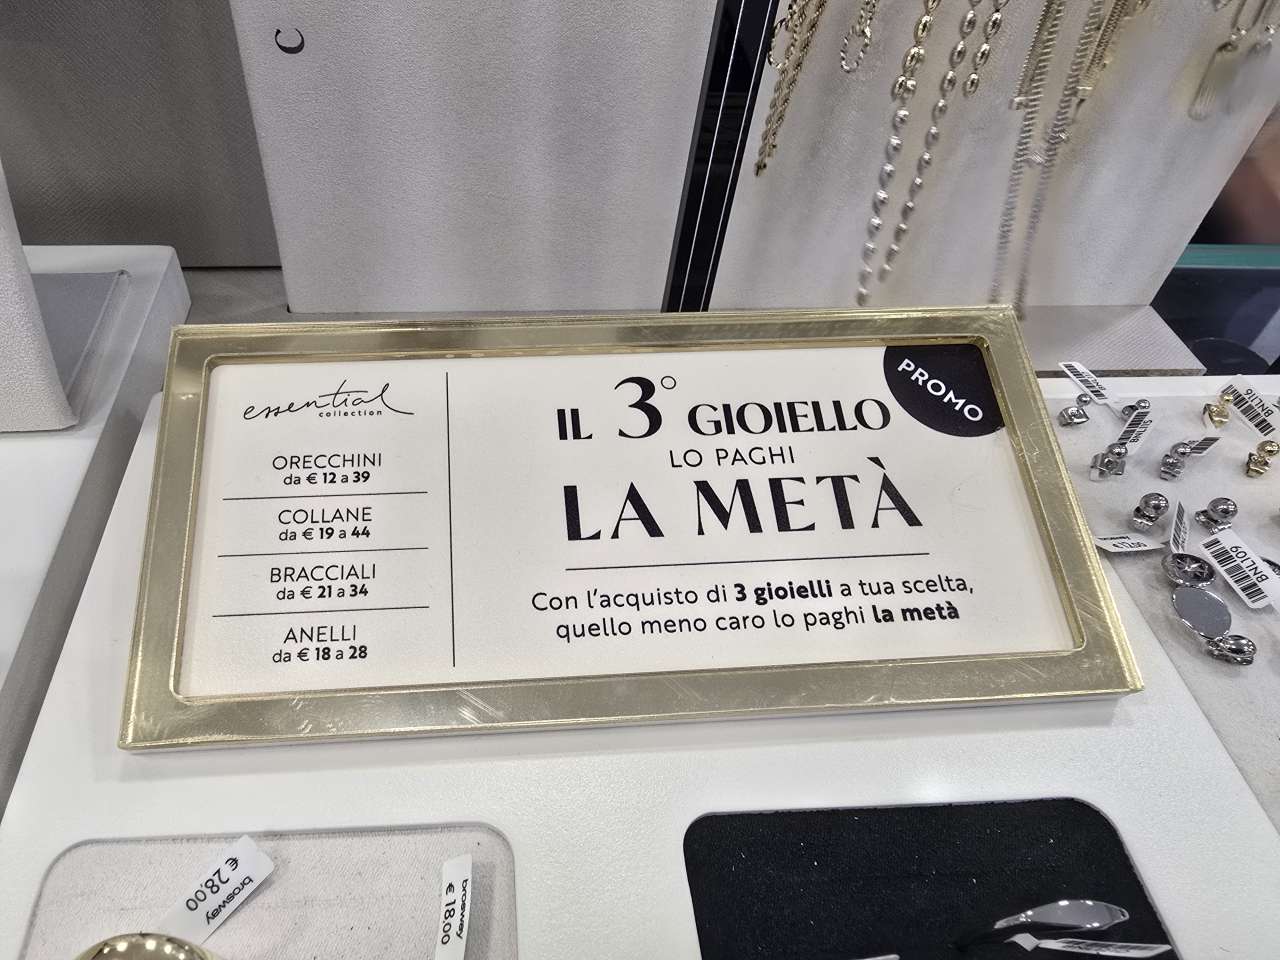 C
essential
collection
ORECCHINI
da € 12 a 39
COLLANE
da € 19 a 44
BRACCIALI
da € 21 a 34
ANELLI
da € 18 a 28
PROMO
IL 3° GIOIELLO
LO PAGHI
LA METÀ
Con l'acquisto di 3 gioielli a tua scelta,
quello meno caro lo paghi la metà
BNL116
BNL109
brosway
€ 28,00
brosway
€ 18,00